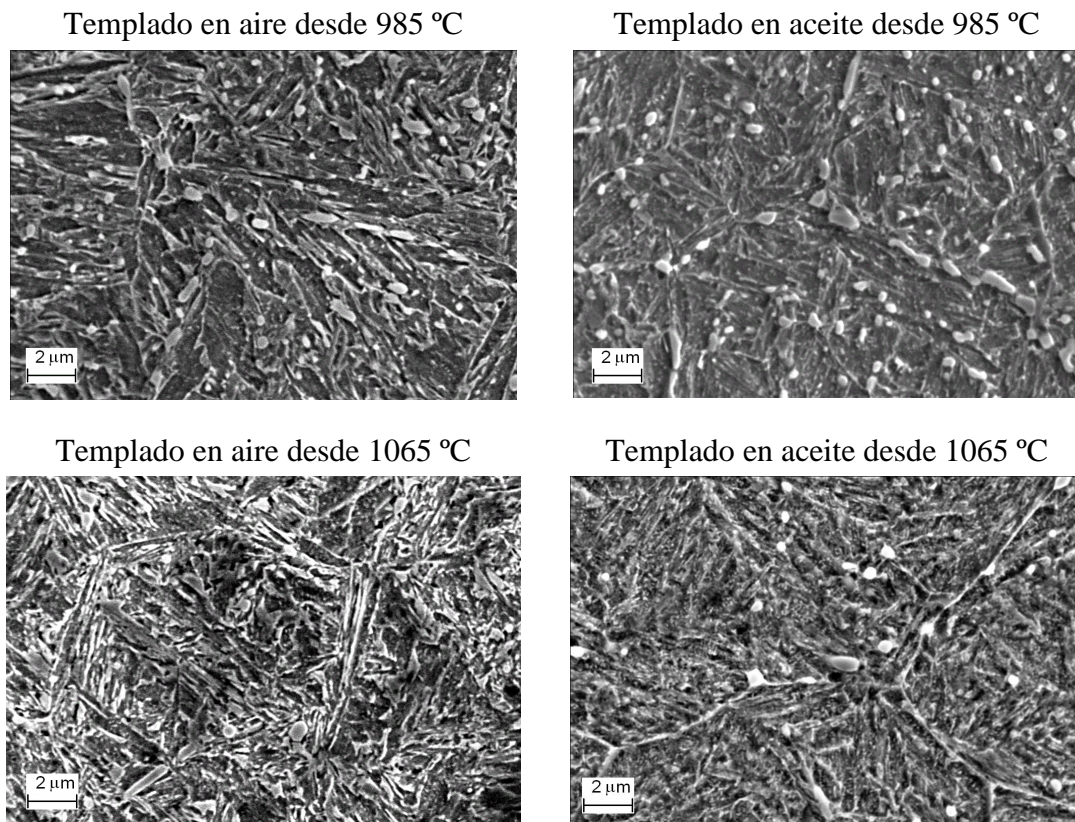 Templado en aire desde 985 ºC
Templado en aceite desde 985 ºC
2 μm
2 μm
Templado en aire desde 1065 ºC
Templado en aceite desde 1065 ºC
2 μm
2 μm